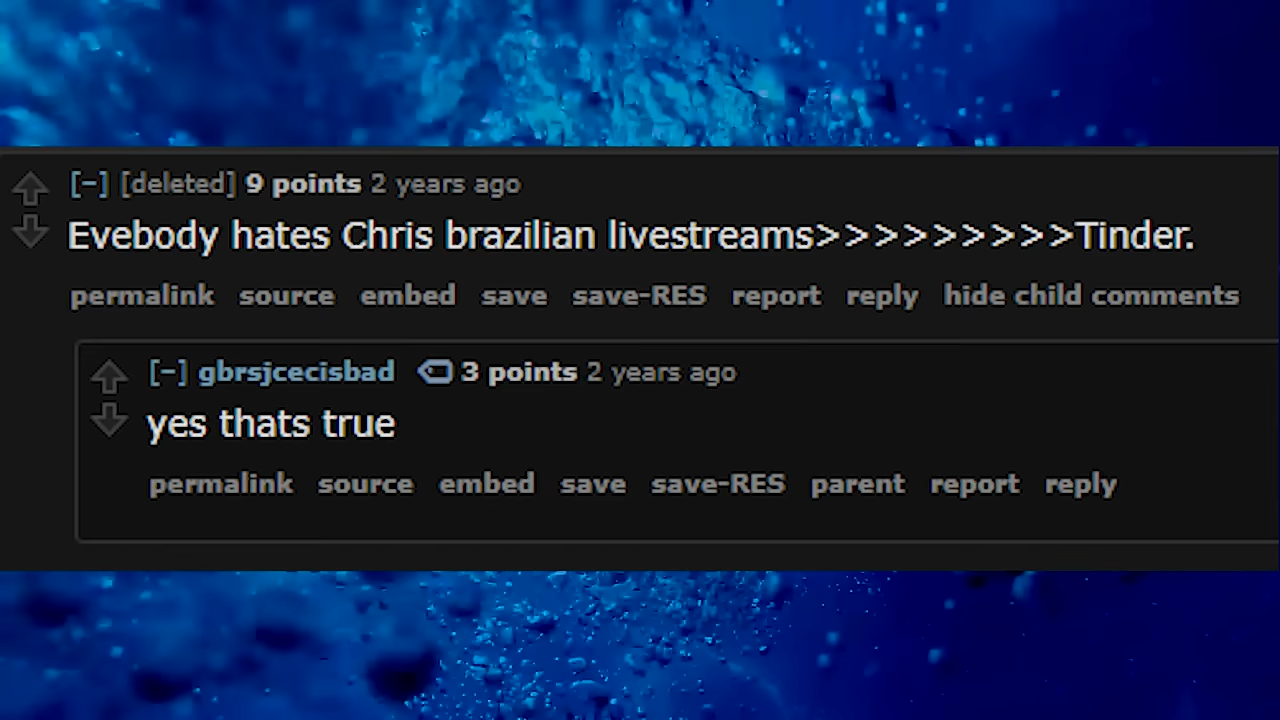 [−] [deleted] 9 points 2 years ago
Evebody hates Chris brazilian livestreams>>>>>>>>>Tinder.
permalink source embed save save-RES report reply hide child comments
[−] gbrsjcecisbad 3 points 2 years ago
yes thats true
permalink source embed save save-RES parent report reply